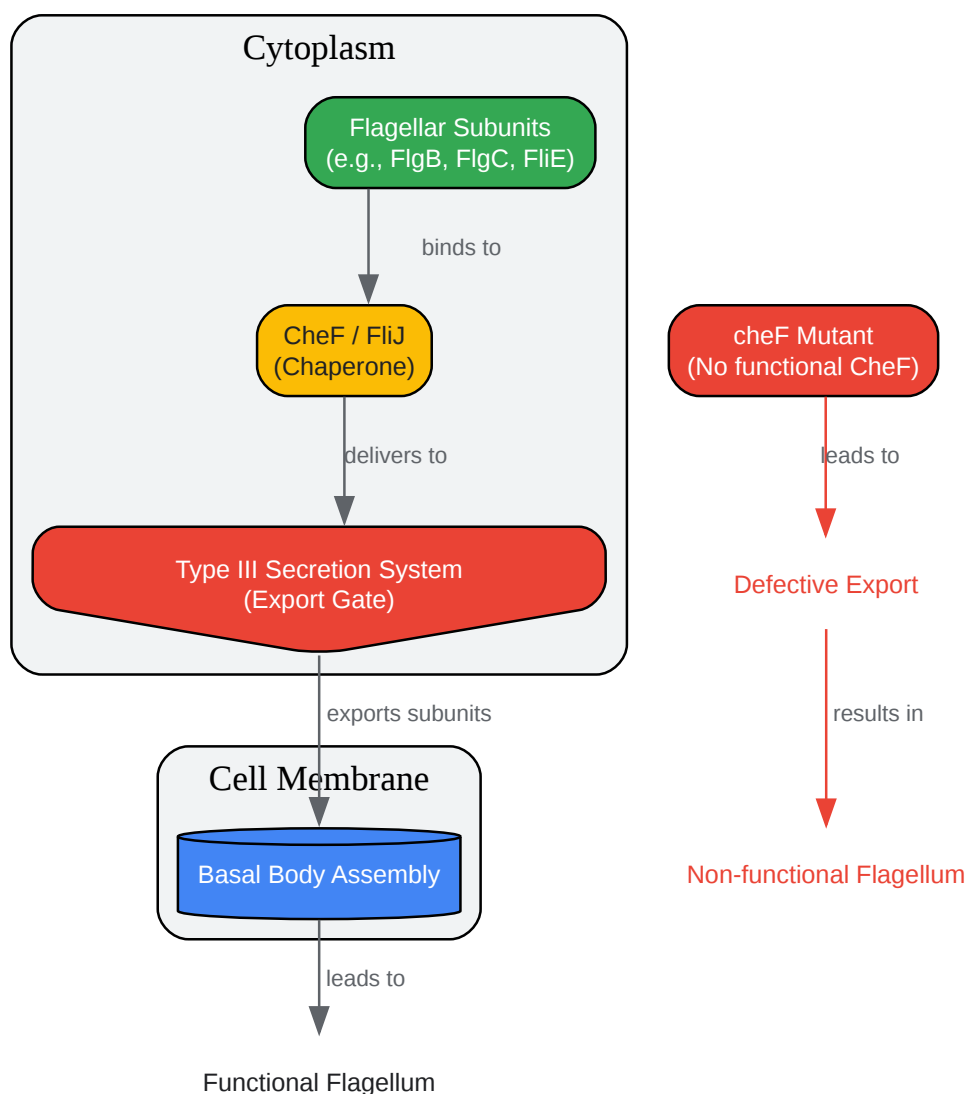 Cytoplasm
Flagellar Subunits
(e.g., FlgB, FlgC, FliE)
binds to
CheF / FliJ
(Chaperone)
delivers to
Type III Secretion System
(Export Gate)
exports subunits
Cell Membrane
Basal Body Assembly
leads to
Functional Flagellum
cheF Mutant
(No functional CheF)
leads to
Defective Export
results in
Non-functional Flagellum